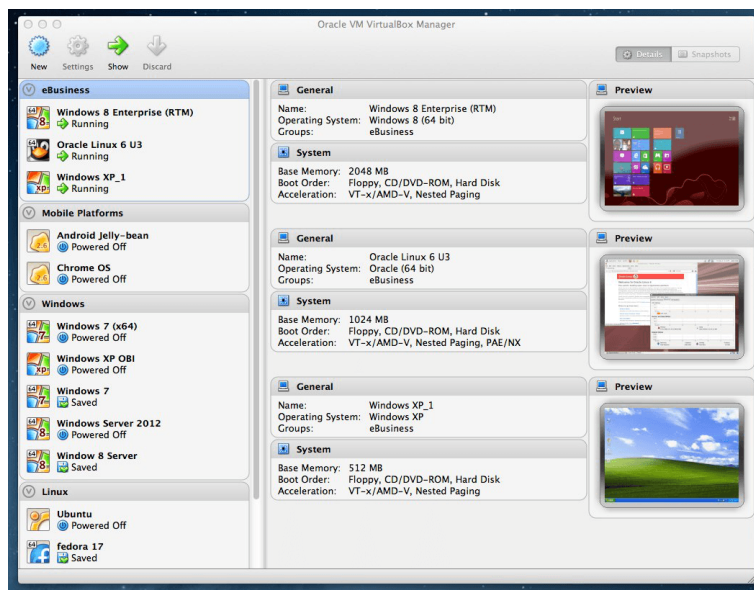 Oracle VM VirtualBox Manager
New
Settings
Show
Discard
Details
Snapshots
eBusiness
Windows 8 Enterprise (RTM)
Running
Oracle Linux 6 U3
Running
Windows XP_1
Running
Mobile Platforms
Android Jelly-bean
Powered Off
Chrome OS
Powered Off
Windows
Windows 7 (x64)
Powered Off
Windows XP OBI
Powered Off
Windows 7
Saved
Windows Server 2012
Powered Off
Window 8 Server
Saved
Linux
Ubuntu
Powered Off
fedora 17
Saved
General
Name: Windows 8 Enterprise (RTM)
Operating System: Windows 8 (64 bit)
Groups: eBusiness
System
Base Memory: 2048 MB
Boot Order: Floppy, CD/DVD-ROM, Hard Disk
Acceleration: VT-x/AMD-V, Nested Paging
Preview
Start
General
Name: Oracle Linux 6 U3
Operating System: Oracle (64 bit)
Groups: eBusiness
System
Base Memory: 1024 MB
Boot Order: Floppy, CD/DVD-ROM, Hard Disk
Acceleration: VT-x/AMD-V, Nested Paging, PAE/NX
Preview
General
Name: Windows XP_1
Operating System: Windows XP
Groups: eBusiness
System
Base Memory: 512 MB
Boot Order: Floppy, CD/DVD-ROM, Hard Disk
Acceleration: VT-x/AMD-V, Nested Paging
Preview